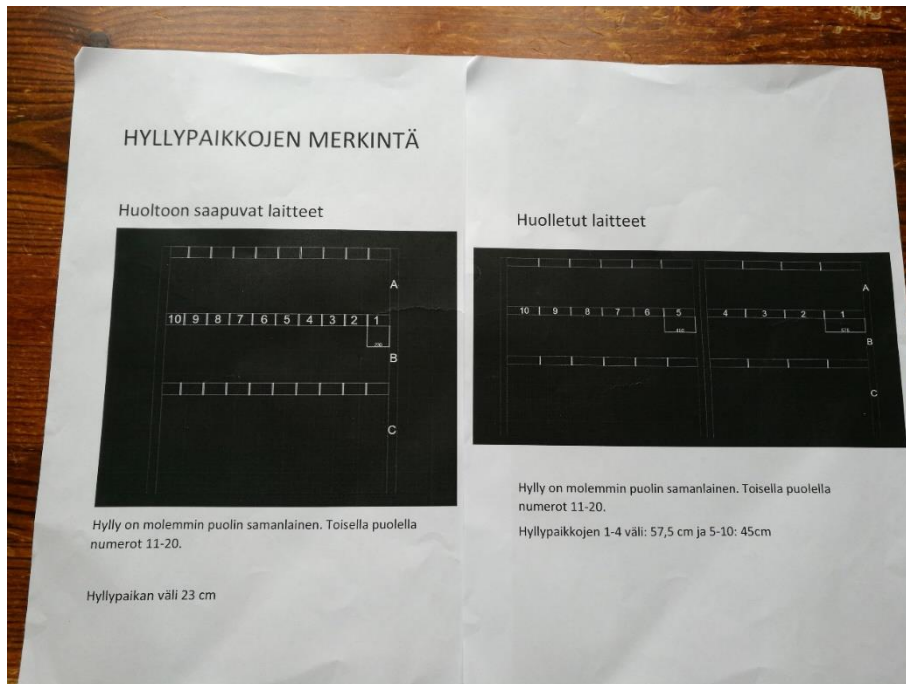 HYLLYPAIKKOJEN MERKINTÄ
Huoltoon saapuvat laitteet
A
10 9 8 7 6 5 4 3 2 1
B
C
Hylly on molemmin puolin samanlainen. Toisella puolella
numerot 11-20.
Hyllypaikan väli 23 cm
Huolletut laitteet
A
10 9 8 7 6 5 4 3 2 1
B
C
Hylly on molemmin puolin samanlainen. Toisella puolella
numerot 11-20.
Hyllypaikkojen 1-4 väli: 57,5 cm ja 5-10: 45cm